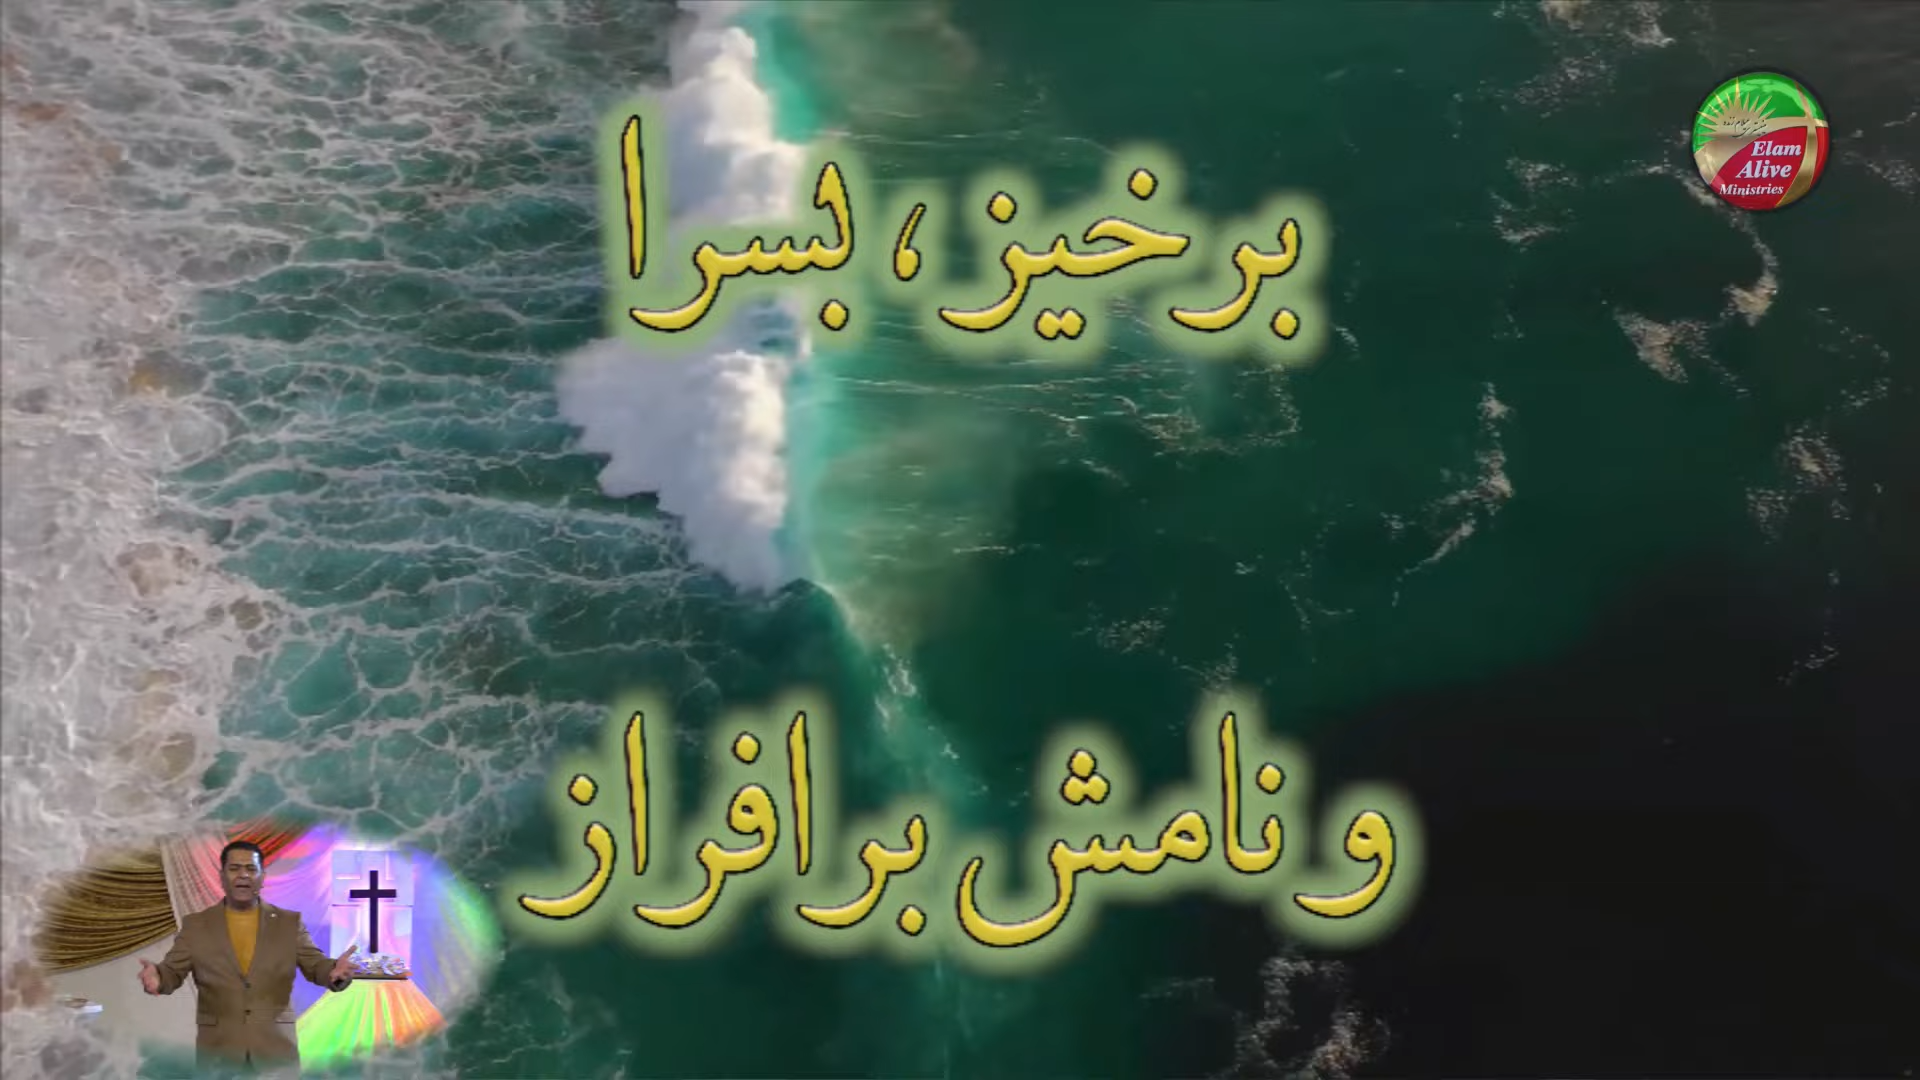 برخیز، بسرا
و نامش برافراز
Elam
Alive
Ministries